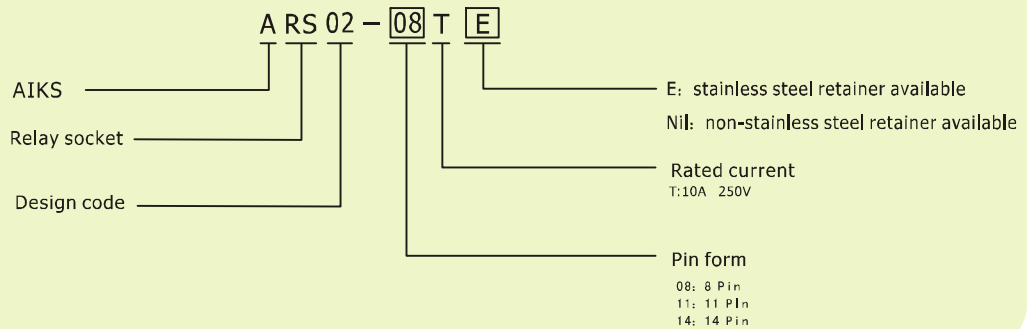 A RS 02 - 08 T E
AIKS
E: stainless steel retainer available
Relay socket
Nil: non-stainless steel retainer available
Rated current
T:10A 250V
Design code
Pin form
08: 8 Pin
11: 11 PIn
14: 14 Pin